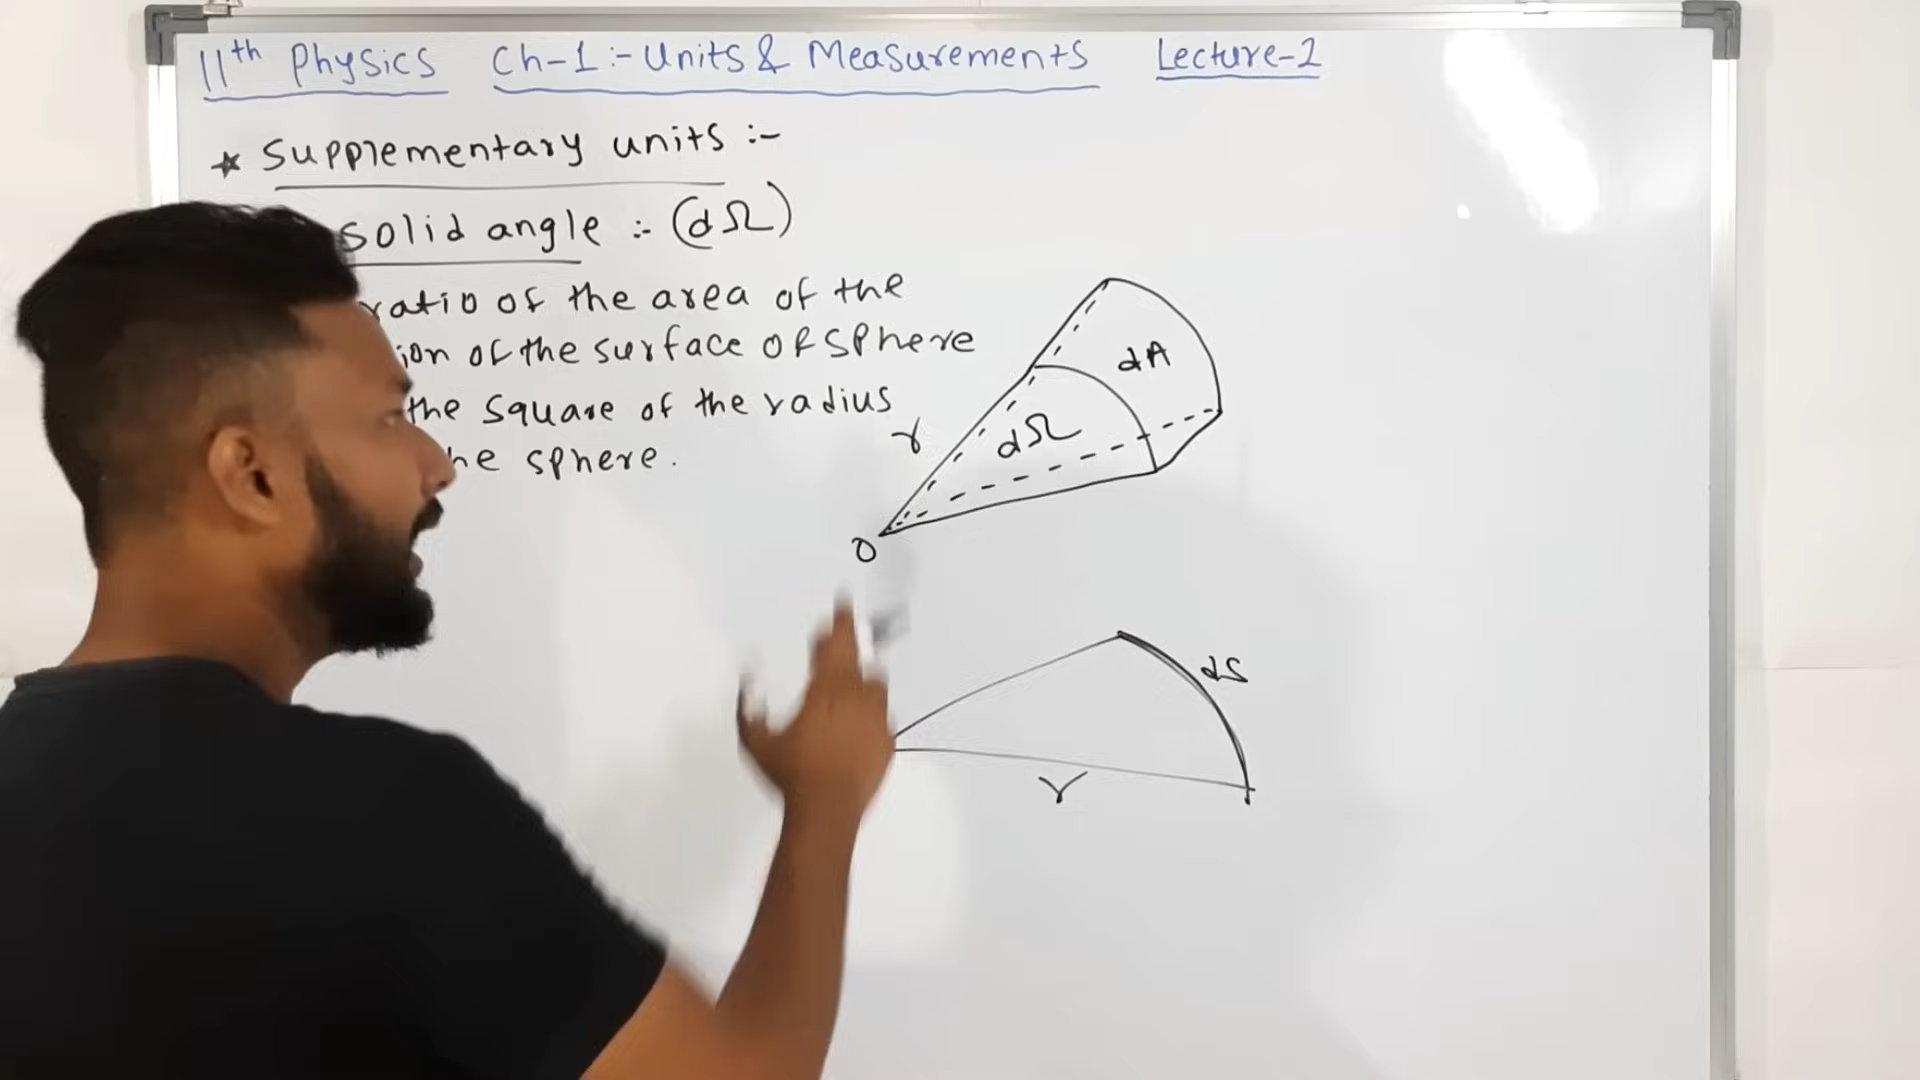 11th Physics Ch-1:- Units & Measurements Lecture-2
* Supplementary units :-
solid angle :- (dΩ)
ratio of the area of the
ion of the surface of sphere
the square of the radius
he sphere.
dA
r
dΩ
O
ds
r